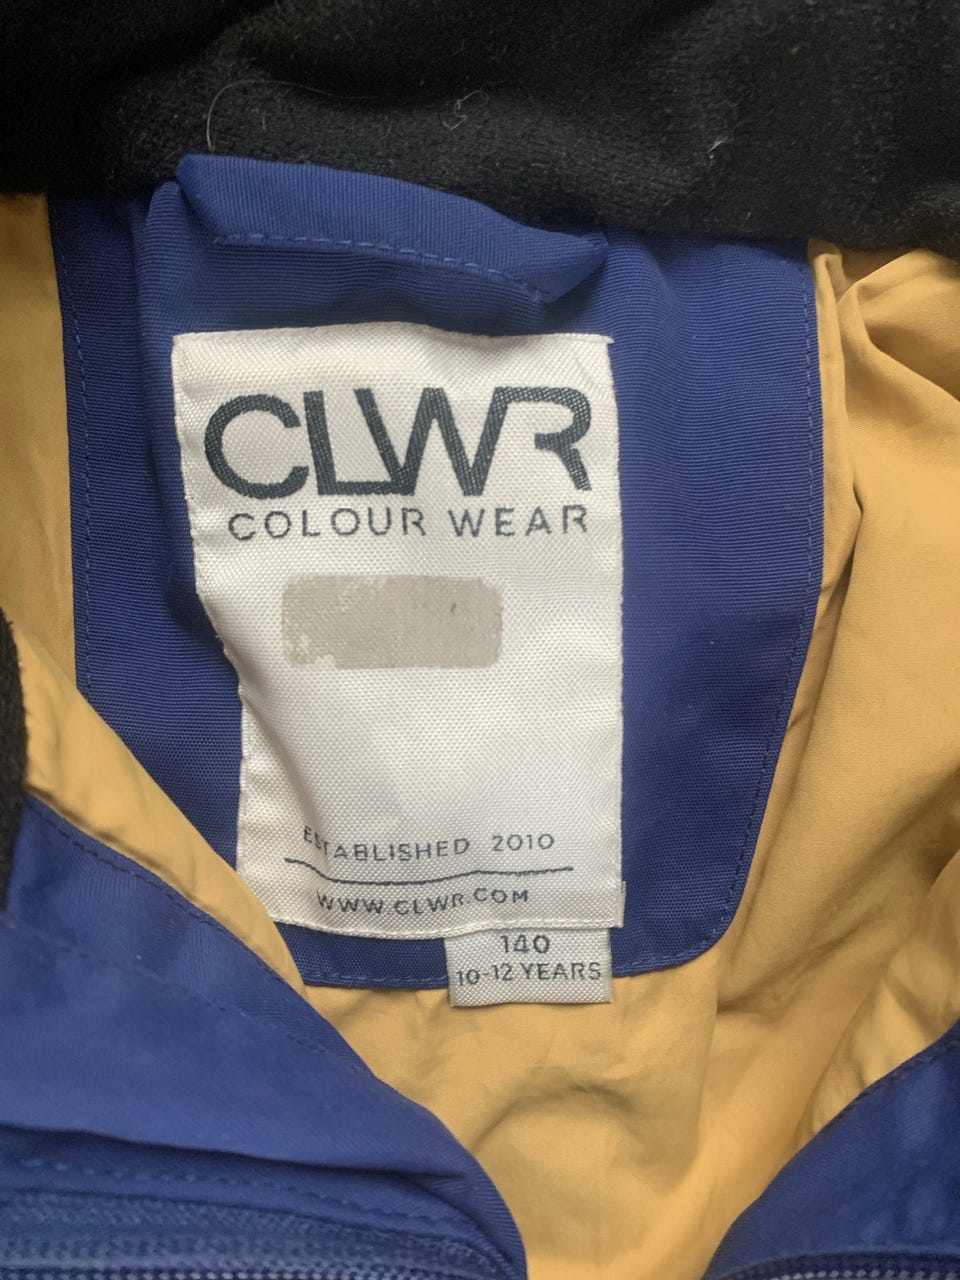 CLWR
COLOUR WEAR
ESTABLISHED 2010
WWW.CLWR.COM
140
10-12 YEARS